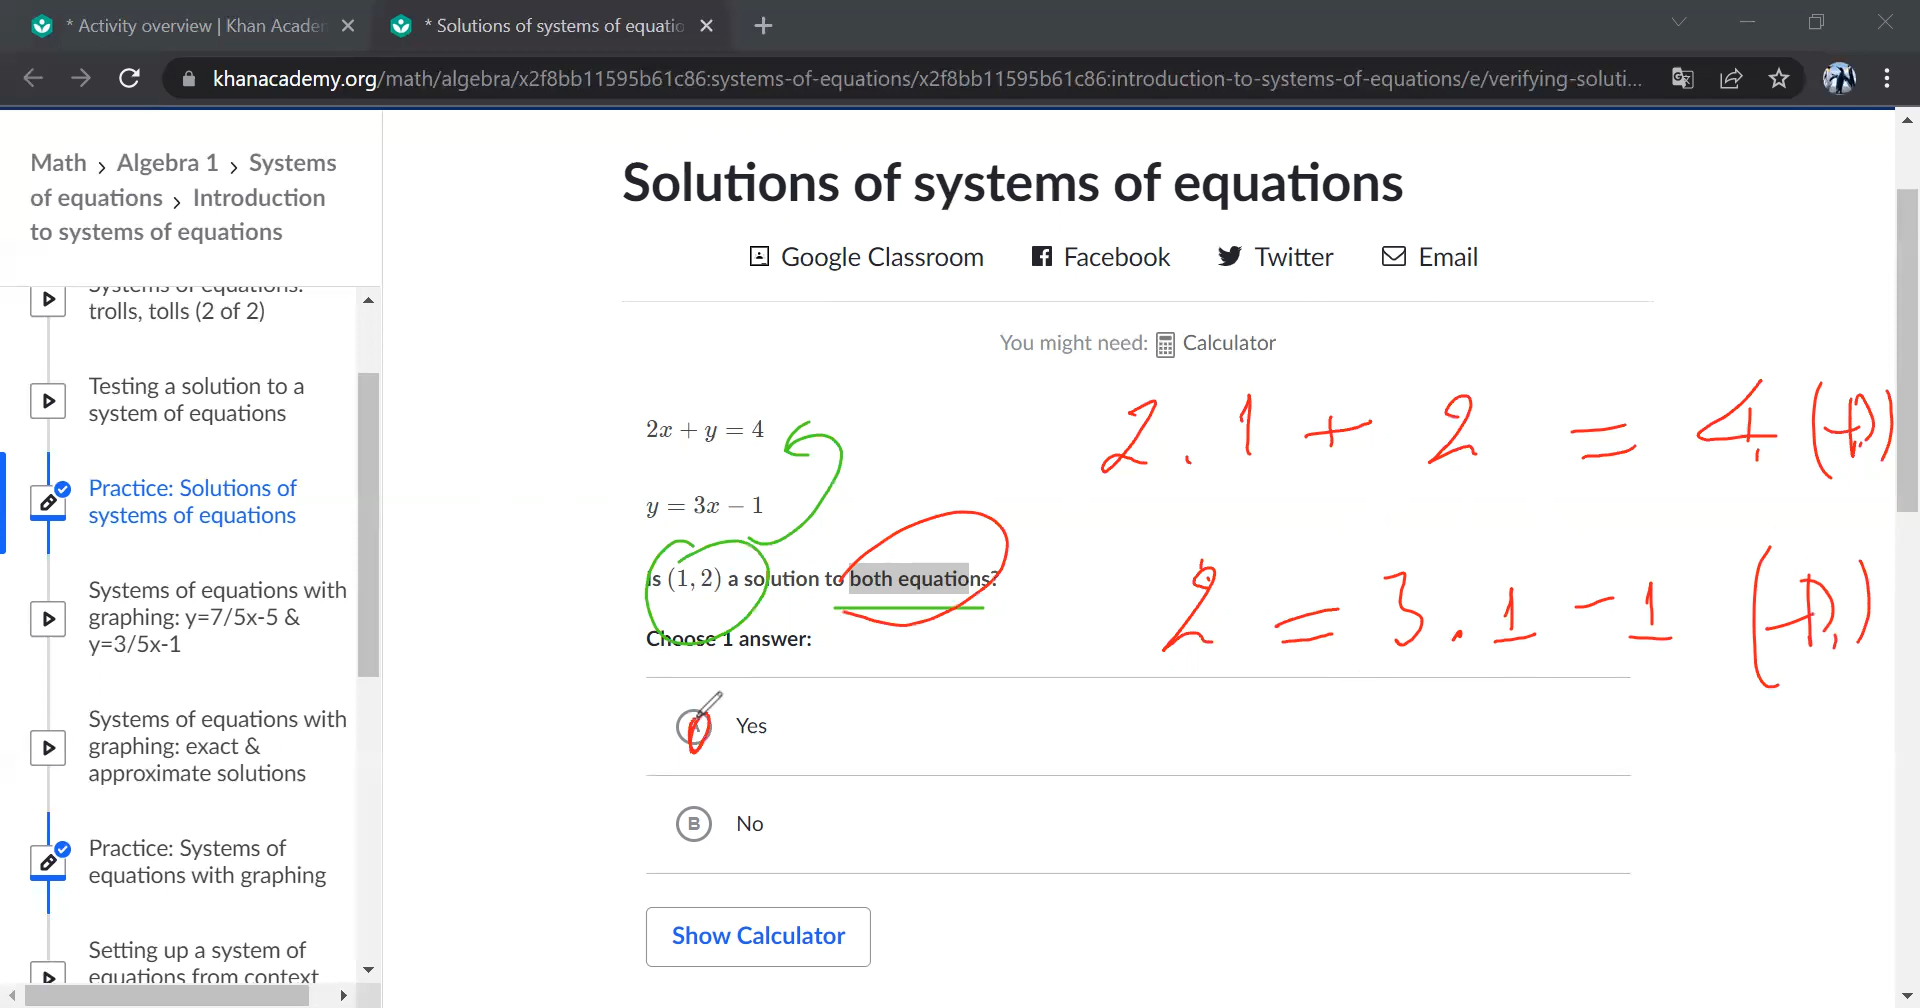 * Activity overview | Khan Acader
* Solutions of systems of equatio
khanacademy.org/math/algebra/x2f8bb11595b61c86:systems-of-equations/x2f8bb11595b61c86:introduction-to-systems-of-equations/e/verifying-soluti...
Math > Algebra 1 > Systems
of equations > Introduction
to systems of equations
Systems of equations:
trolls, tolls (2 of 2)
Testing a solution to a
system of equations
Practice: Solutions of
systems of equations
Systems of equations with
graphing: y=7/5x-5 &
y=3/5x-1
Systems of equations with
graphing: exact &
approximate solutions
Practice: Systems of
equations with graphing
Setting up a system of
equations from context
Solutions of systems of equations
Google Classroom Facebook Twitter Email
You might need: Calculator
2x + y = 4
2 . 1 + 2 = 4
y = 3x − 1
Is (1, 2) a solution to both equations?
2 = 3 . 1 − 1
Choose 1 answer:
Yes
B No
Show Calculator